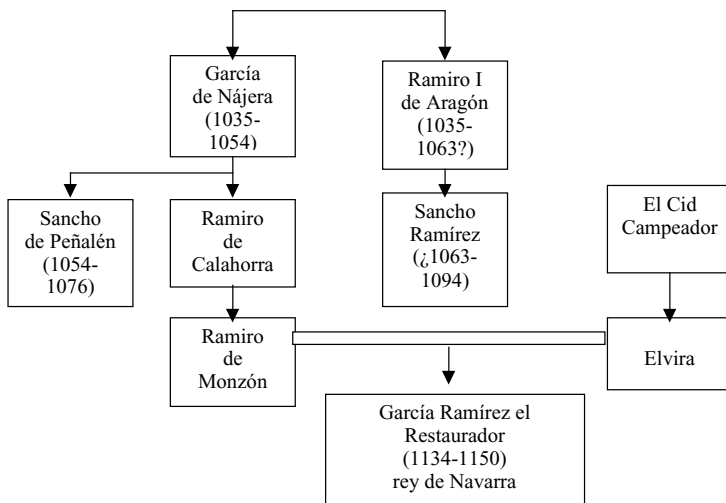 García
de Nájera
(1035-
1054)
Ramiro I
de Aragón
(1035-
1063?)
Sancho
de Peñalén
(1054-
1076)
Ramiro
de
Calahorra
Sancho
Ramírez
(¿1063-
1094)
El Cid
Campeador
Ramiro
de
Monzón
Elvira
García Ramírez el
Restaurador
(1134-1150)
rey de Navarra